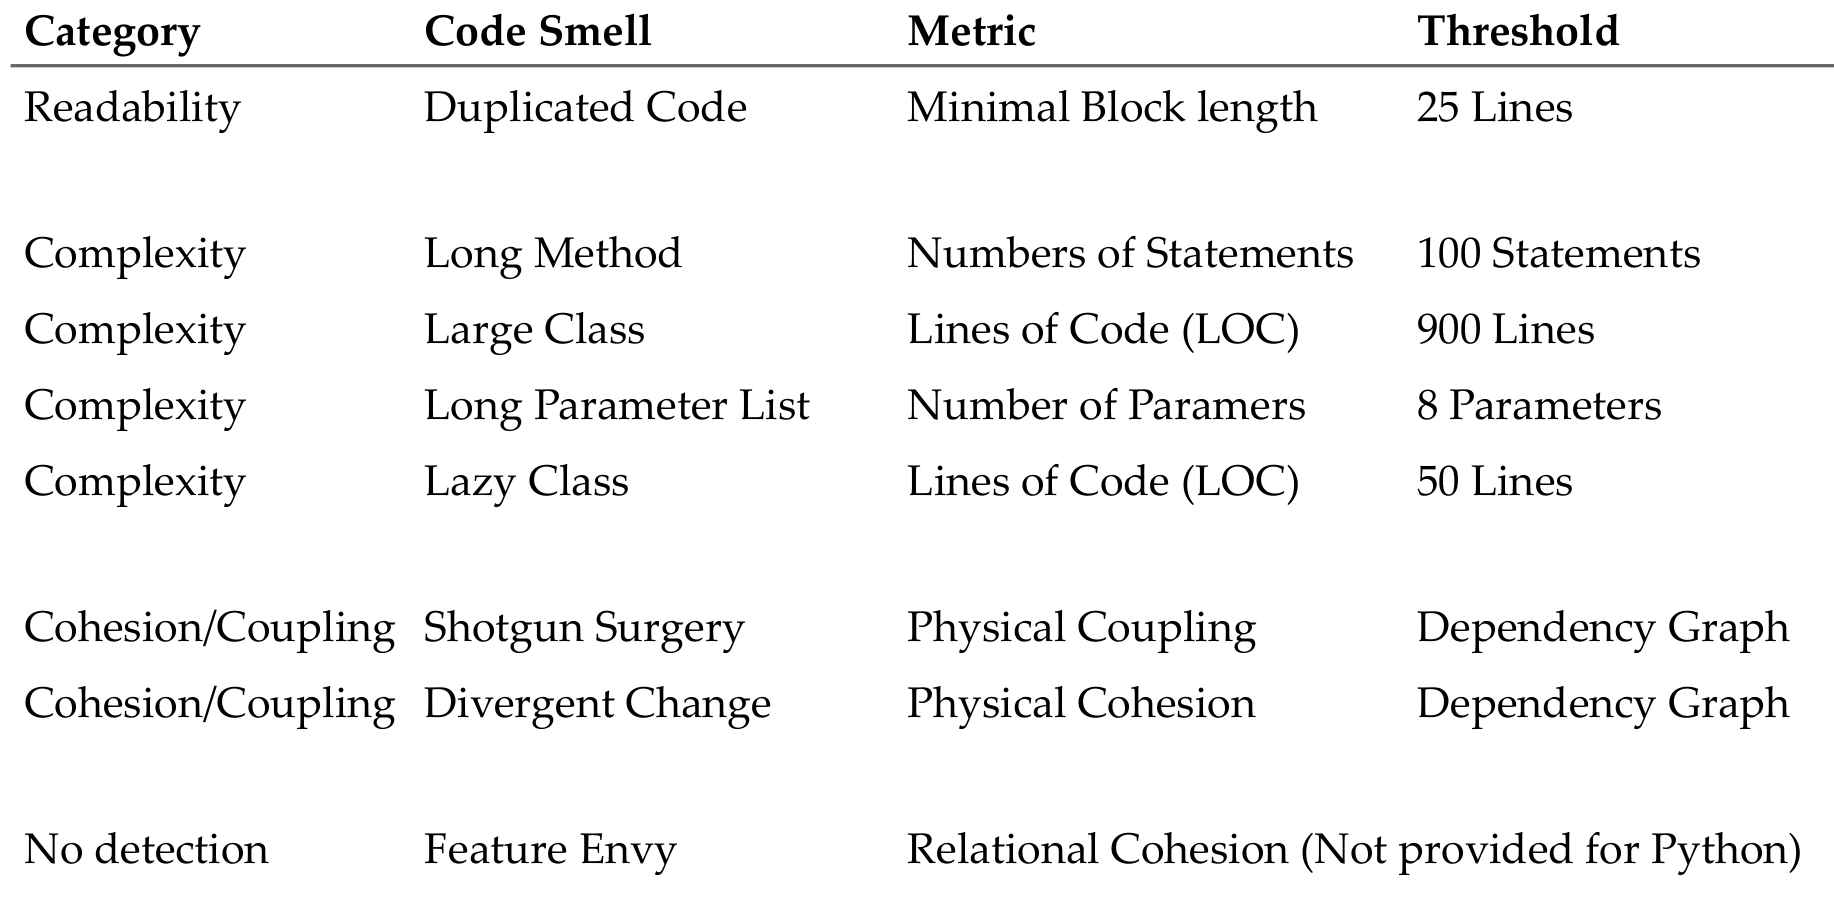 Category Code Smell Metric Threshold
Readability Duplicated Code Minimal Block length 25 Lines
Complexity Long Method Numbers of Statements 100 Statements
Complexity Large Class Lines of Code (LOC) 900 Lines
Complexity Long Parameter List Number of Paramers 8 Parameters
Complexity Lazy Class Lines of Code (LOC) 50 Lines
Cohesion/Coupling Shotgun Surgery Physical Coupling Dependency Graph
Cohesion/Coupling Divergent Change Physical Cohesion Dependency Graph
No detection Feature Envy Relational Cohesion (Not provided for Python)